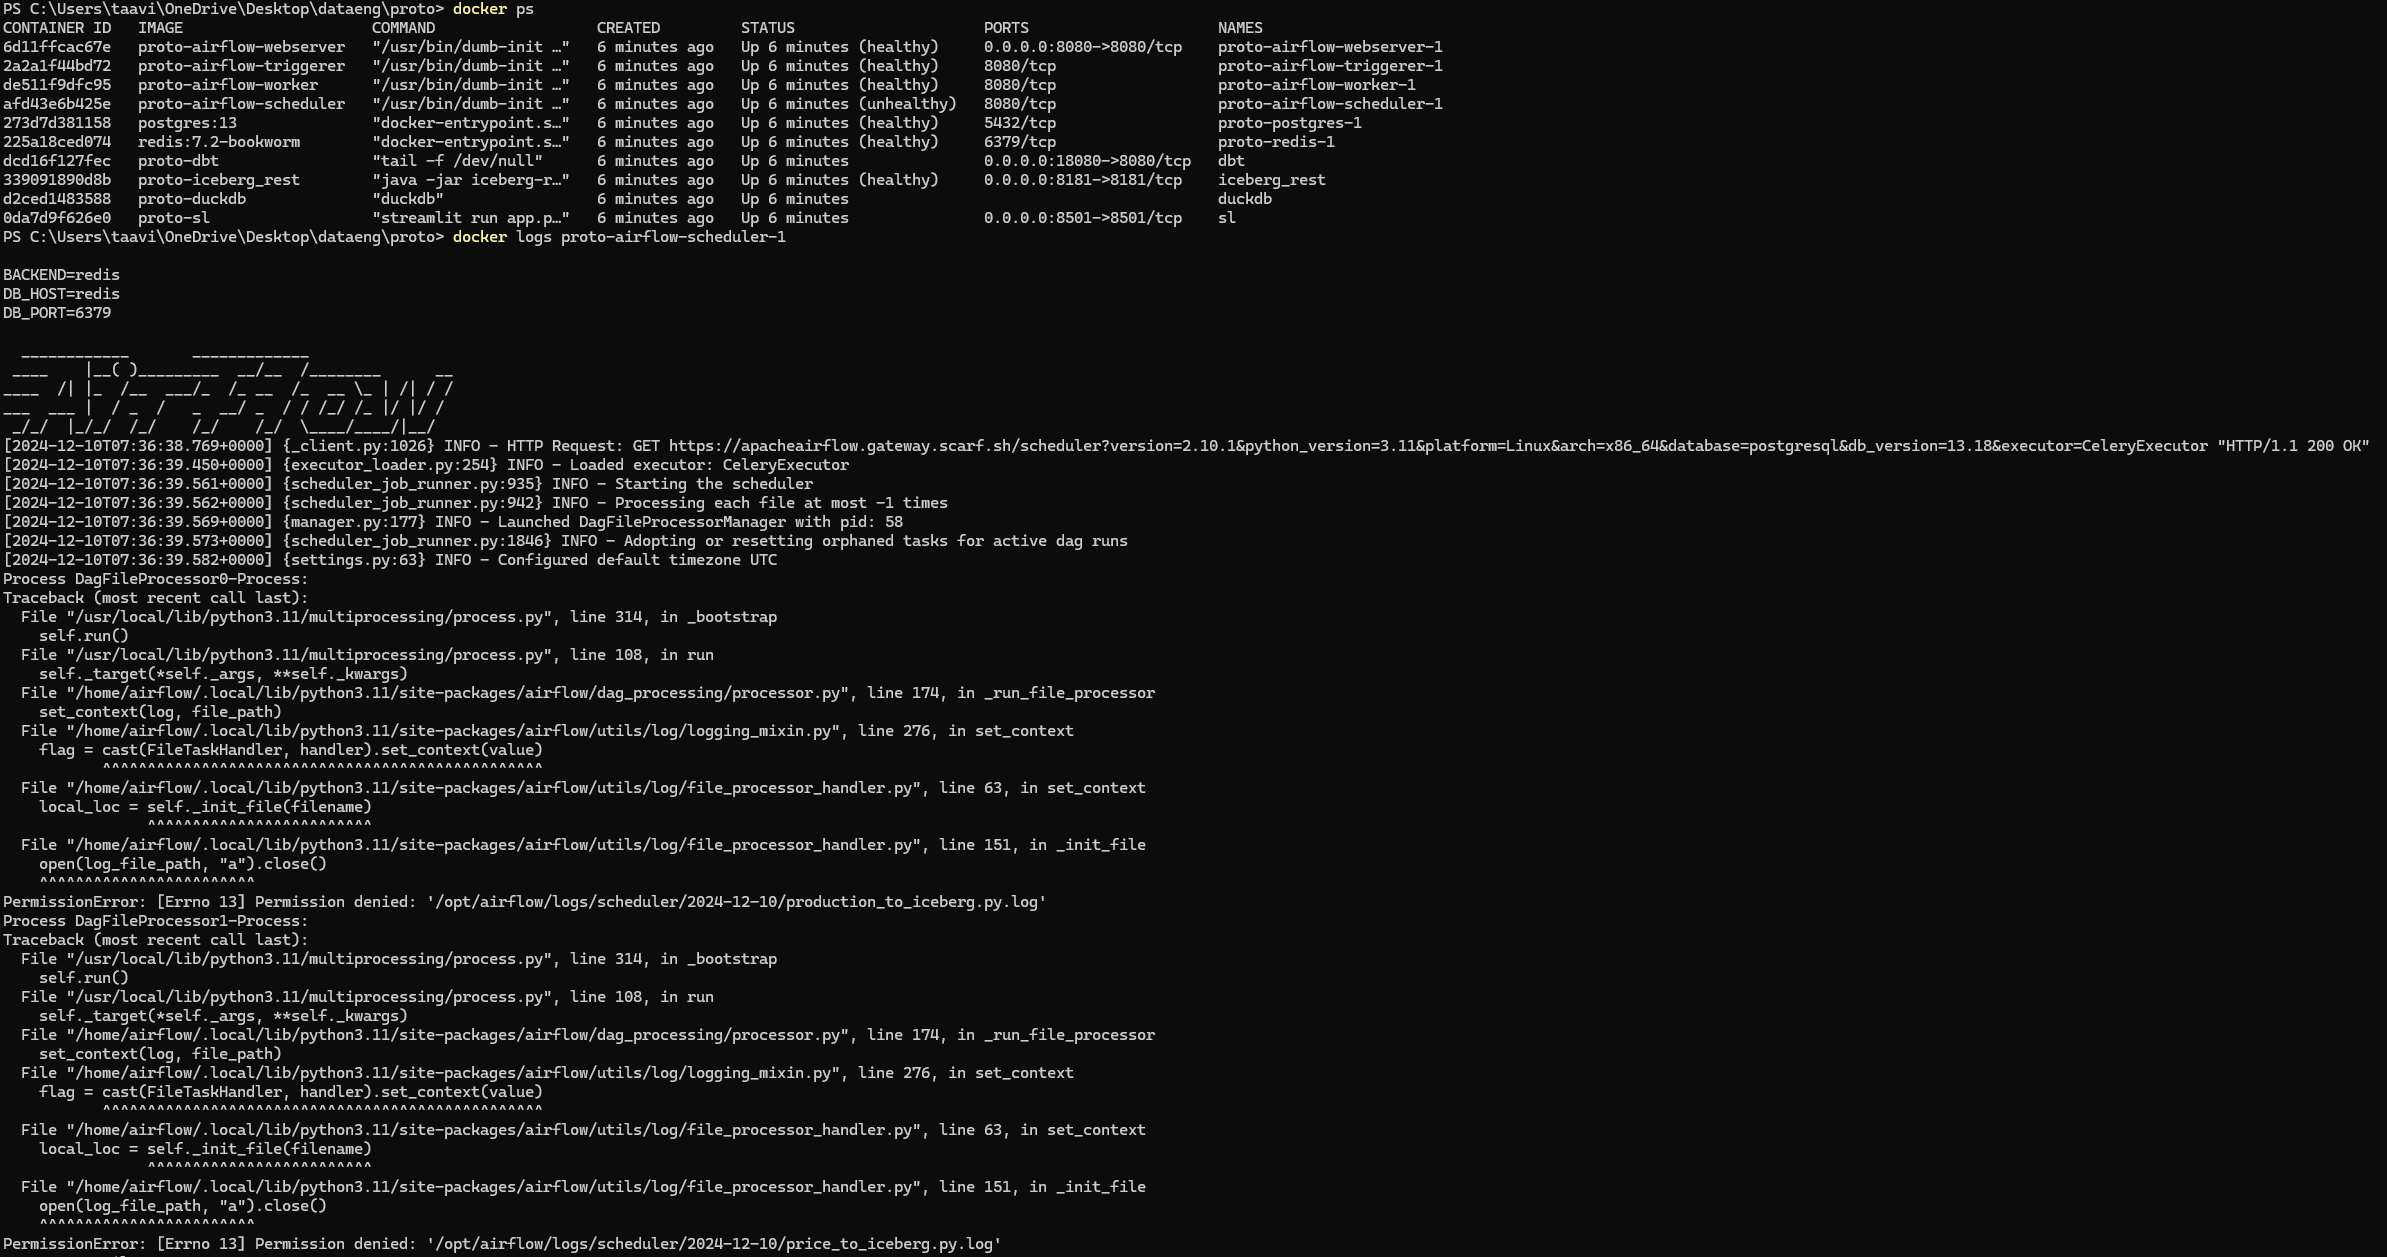 PS C:\Users\taavi\OneDrive\Desktop\dataeng\proto> docker ps
CONTAINER ID   IMAGE                     COMMAND                  CREATED         STATUS                     PORTS                     NAMES
6d11ffcac67e   proto-airflow-webserver   "/usr/bin/dumb-init …"   6 minutes ago   Up 6 minutes (healthy)     0.0.0.0:8080->8080/tcp    proto-airflow-webserver-1
2a2a1f44bd72   proto-airflow-triggerer   "/usr/bin/dumb-init …"   6 minutes ago   Up 6 minutes (healthy)     8080/tcp                  proto-airflow-triggerer-1
de511f9dfc95   proto-airflow-worker      "/usr/bin/dumb-init …"   6 minutes ago   Up 6 minutes (healthy)     8080/tcp                  proto-airflow-worker-1
afd43e6b425e   proto-airflow-scheduler   "/usr/bin/dumb-init …"   6 minutes ago   Up 6 minutes (unhealthy)   8080/tcp                  proto-airflow-scheduler-1
273d7d381158   postgres:13               "docker-entrypoint.s…"   6 minutes ago   Up 6 minutes (healthy)     5432/tcp                  proto-postgres-1
225a18ced074   redis:7.2-bookworm        "docker-entrypoint.s…"   6 minutes ago   Up 6 minutes (healthy)     6379/tcp                  proto-redis-1
dcd16f127fec   proto-dbt                 "tail -f /dev/null"      6 minutes ago   Up 6 minutes               0.0.0.0:18080->8080/tcp   dbt
339091890d8b   proto-iceberg_rest        "java -jar iceberg-r…"   6 minutes ago   Up 6 minutes (healthy)     0.0.0.0:8181->8181/tcp    iceberg_rest
d2ced1483588   proto-duckdb              "duckdb"                 6 minutes ago   Up 6 minutes                                         duckdb
0da7d9f626e0   proto-sl                  "streamlit run app.p…"   6 minutes ago   Up 6 minutes               0.0.0.0:8501->8501/tcp    sl
PS C:\Users\taavi\OneDrive\Desktop\dataeng\proto> docker logs proto-airflow-scheduler-1

BACKEND=redis
DB_HOST=redis
DB_PORT=6379

  ____________       _____________
 ____    |__( )_________  __/__  /________      __
____  /| |_  /__  ___/_  /_ __  /_  __ \_ | /| / /
___  ___ |  / _  /   _  __/ _  / / /_/ /_ |/ |/ /
 _/_/  |_/_/  /_/    /_/    /_/  \____/____/|__/
[2024-12-10T07:36:38.769+0000] {_client.py:1026} INFO - HTTP Request: GET https://apacheairflow.gateway.scarf.sh/scheduler?version=2.10.1&python_version=3.11&platform=Linux&arch=x86_64&database=postgresql&db_version=13.18&executor=CeleryExecutor "HTTP/1.1 200 OK"
[2024-12-10T07:36:39.450+0000] {executor_loader.py:254} INFO - Loaded executor: CeleryExecutor
[2024-12-10T07:36:39.561+0000] {scheduler_job_runner.py:935} INFO - Starting the scheduler
[2024-12-10T07:36:39.562+0000] {scheduler_job_runner.py:942} INFO - Processing each file at most -1 times
[2024-12-10T07:36:39.569+0000] {manager.py:177} INFO - Launched DagFileProcessorManager with pid: 58
[2024-12-10T07:36:39.573+0000] {scheduler_job_runner.py:1846} INFO - Adopting or resetting orphaned tasks for active dag runs
[2024-12-10T07:36:39.582+0000] {settings.py:63} INFO - Configured default timezone UTC
Process DagFileProcessor0-Process:
Traceback (most recent call last):
  File "/usr/local/lib/python3.11/multiprocessing/process.py", line 314, in _bootstrap
    self.run()
  File "/usr/local/lib/python3.11/multiprocessing/process.py", line 108, in run
    self._target(*self._args, **self._kwargs)
  File "/home/airflow/.local/lib/python3.11/site-packages/airflow/dag_processing/processor.py", line 174, in _run_file_processor
    set_context(log, file_path)
  File "/home/airflow/.local/lib/python3.11/site-packages/airflow/utils/log/logging_mixin.py", line 276, in set_context
    flag = cast(FileTaskHandler, handler).set_context(value)
           ^^^^^^^^^^^^^^^^^^^^^^^^^^^^^^^^^^^^^^^^^^^^^^^^^
  File "/home/airflow/.local/lib/python3.11/site-packages/airflow/utils/log/file_processor_handler.py", line 63, in set_context
    local_loc = self._init_file(filename)
                ^^^^^^^^^^^^^^^^^^^^^^^^^
  File "/home/airflow/.local/lib/python3.11/site-packages/airflow/utils/log/file_processor_handler.py", line 151, in _init_file
    open(log_file_path, "a").close()
    ^^^^^^^^^^^^^^^^^^^^^^^^
PermissionError: [Errno 13] Permission denied: '/opt/airflow/logs/scheduler/2024-12-10/production_to_iceberg.py.log'
Process DagFileProcessor1-Process:
Traceback (most recent call last):
  File "/usr/local/lib/python3.11/multiprocessing/process.py", line 314, in _bootstrap
    self.run()
  File "/usr/local/lib/python3.11/multiprocessing/process.py", line 108, in run
    self._target(*self._args, **self._kwargs)
  File "/home/airflow/.local/lib/python3.11/site-packages/airflow/dag_processing/processor.py", line 174, in _run_file_processor
    set_context(log, file_path)
  File "/home/airflow/.local/lib/python3.11/site-packages/airflow/utils/log/logging_mixin.py", line 276, in set_context
    flag = cast(FileTaskHandler, handler).set_context(value)
           ^^^^^^^^^^^^^^^^^^^^^^^^^^^^^^^^^^^^^^^^^^^^^^^^^
  File "/home/airflow/.local/lib/python3.11/site-packages/airflow/utils/log/file_processor_handler.py", line 63, in set_context
    local_loc = self._init_file(filename)
                ^^^^^^^^^^^^^^^^^^^^^^^^^
  File "/home/airflow/.local/lib/python3.11/site-packages/airflow/utils/log/file_processor_handler.py", line 151, in _init_file
    open(log_file_path, "a").close()
    ^^^^^^^^^^^^^^^^^^^^^^^^
PermissionError: [Errno 13] Permission denied: '/opt/airflow/logs/scheduler/2024-12-10/price_to_iceberg.py.log'